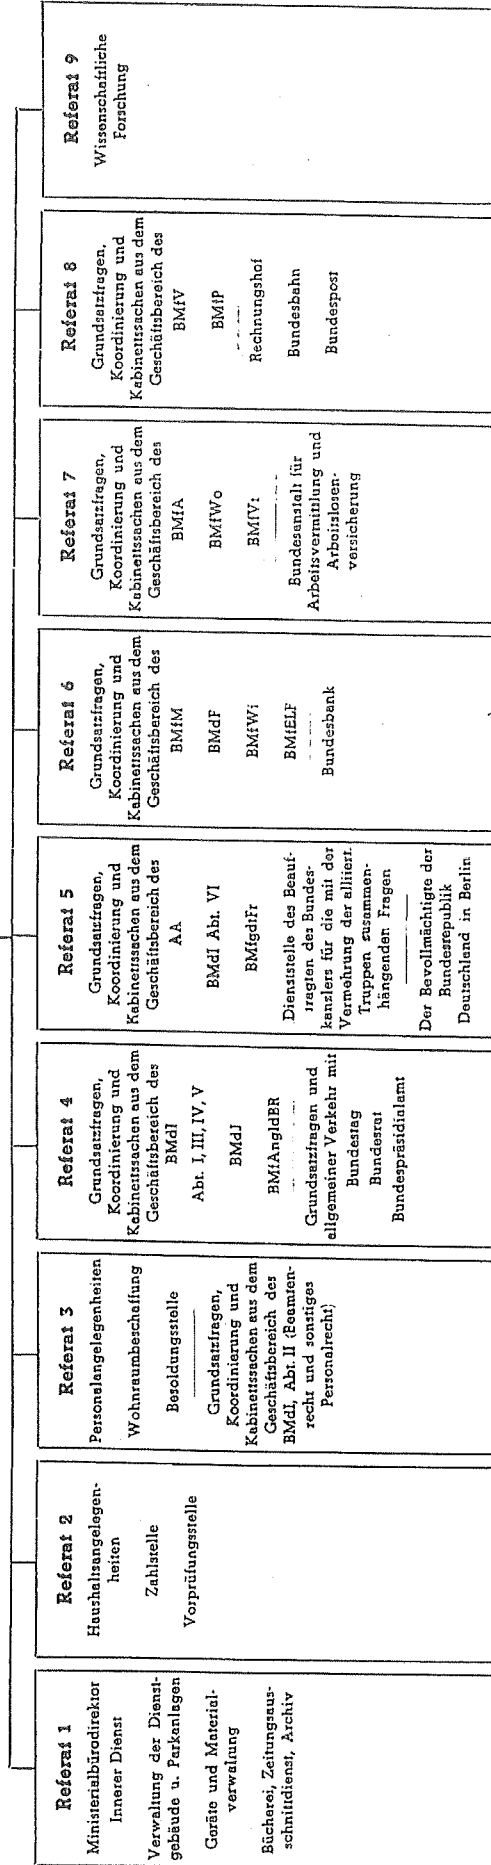 Referat 1
Ministerialbürodirektor
Innerer Dienst
Verwaltung der Dienst-
gebäude u. Parkanlagen
Geräte und Material-
verwaltung
Bücherei, Zeitungsaus-
schnittdienst, Archiv
Referat 2
Haushaltsangelegen-
heiten
Zahlstelle
Vorprüfungsstelle
Referat 3
Personalangelegenheiten
Wohnraumbeschaffung
Besoldungsstelle
Grundsatzfragen,
Koordinierung und
Kabinettssachen aus dem
Geschäftsbereich des
BMdI, Abt. II (Beamten-
recht und sonstiges
Personalrecht)
Referat 4
Grundsatzfragen,
Koordinierung und
Kabinettssachen aus dem
Geschäftsbereich des
BMdI
Abt. I, III, IV, V
BMdJ
BMfAngldBR
Grundsatzfragen und
allgemeiner Verkehr mit
Bundestag
Bundesrat
Bundespräsidialamt
Referat 5
Grundsatzfragen,
Koordinierung und
Kabinettssachen aus dem
Geschäftsbereich des
AA
BMdI Abt. VI
BMfgdtFr
Dienststelle des Beauf-
tragten des Bundes-
kanzlers für die mit der
Vermehrung der alliiert.
Truppen zusammen-
hängenden Fragen
Der Bevollmächtigte der
Bundesrepublik
Deutschland in Berlin
Referat 6
Grundsatzfragen,
Koordinierung und
Kabinettssachen aus dem
Geschäftsbereich des
BMfM
BMdF
BMfWi
BMfELF
Bundesbank
Referat 7
Grundsatzfragen,
Koordinierung und
Kabinettssachen aus dem
Geschäftsbereich des
BMfA
BMfWo
BMfVt
Bundesanstalt für
Arbeitsvermittlung und
Arbeitslosen-
versicherung
Referat 8
Grundsatzfragen,
Koordinierung und
Kabinettssachen aus dem
Geschäftsbereich des
BMfV
BMfP
Rechnungshof
Bundesbahn
Bundespost
Referat 9
Wissenschaftliche
Forschung